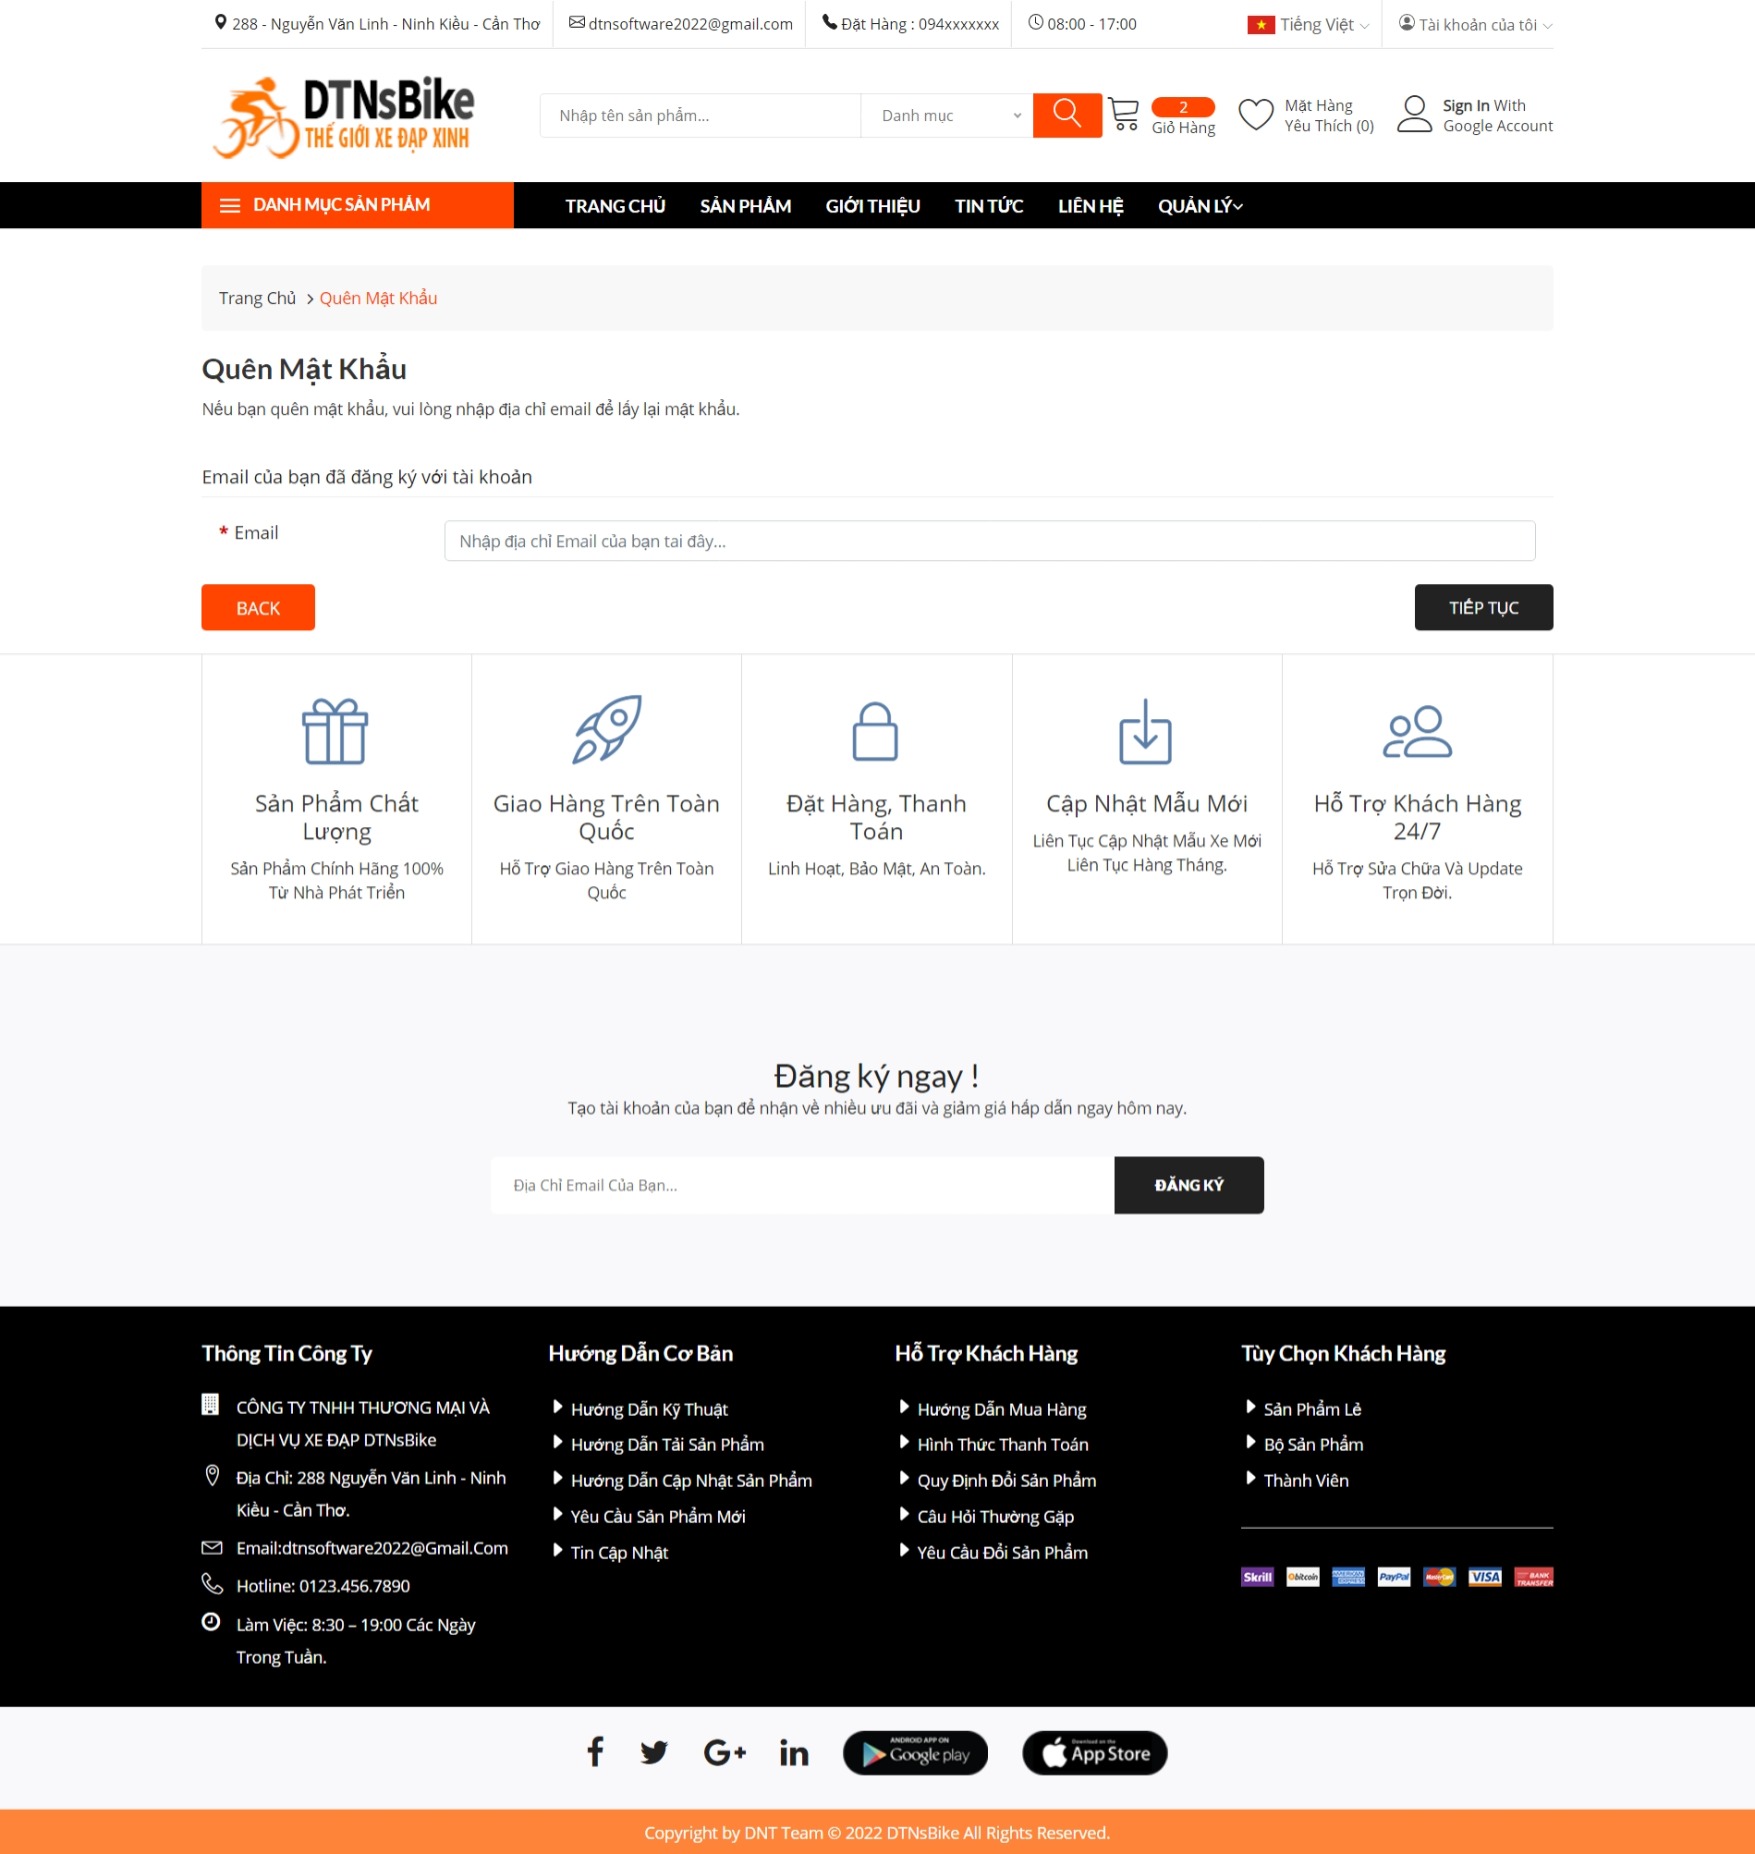 288 - Nguyễn Văn Linh - Ninh Kiều - Cần Thơ
dtnsoftware2022@gmail.com
Đặt Hàng : 094xxxxxxx
08:00 - 17:00
Tiếng Việt
Tài khoản của tôi
DTNsBike
THẾ GIỚI XE ĐẠP XINH
Nhập tên sản phẩm...
Danh mục
2
Giỏ Hàng
Mặt Hàng
Yêu Thích (0)
Sign In With
Google Account
DANH MỤC SẢN PHẨM
TRANG CHỦ
SẢN PHẨM
GIỚI THIỆU
TIN TỨC
LIÊN HỆ
QUẢN LÝ
Trang Chủ > Quên Mật Khẩu
Quên Mật Khẩu
Nếu bạn quên mật khẩu, vui lòng nhập địa chỉ email để lấy lại mật khẩu.
Email của bạn đã đăng ký với tài khoản
* Email
Nhập địa chỉ Email của bạn tai đây...
BACK
TIẾP TỤC
Sản Phẩm Chất
Lượng
Sản Phẩm Chính Hãng 100%
Từ Nhà Phát Triển
Giao Hàng Trên Toàn
Quốc
Hỗ Trợ Giao Hàng Trên Toàn
Quốc
Đặt Hàng, Thanh
Toán
Linh Hoạt, Bảo Mật, An Toàn.
Cập Nhật Mẫu Mới
Liên Tục Cập Nhật Mẫu Xe Mới
Liên Tục Hàng Tháng.
Hỗ Trợ Khách Hàng
24/7
Hỗ Trợ Sửa Chữa Và Update
Trọn Đời.
Đăng ký ngay !
Tạo tài khoản của bạn để nhận về nhiều ưu đãi và giảm giá hấp dẫn ngay hôm nay.
Địa Chỉ Email Của Bạn...
ĐĂNG KÝ
Thông Tin Công Ty
CÔNG TY TNHH THƯƠNG MẠI VÀ
DỊCH VỤ XE ĐẠP DTNsBike
Địa Chỉ: 288 Nguyễn Văn Linh - Ninh
Kiều - Cần Thơ.
Email:dtnsoftware2022@Gmail.Com
Hotline: 0123.456.7890
Làm Việc: 8:30 – 19:00 Các Ngày
Trong Tuần.
Hướng Dẫn Cơ Bản
Hướng Dẫn Kỹ Thuật
Hướng Dẫn Tải Sản Phẩm
Hướng Dẫn Cập Nhật Sản Phẩm
Yêu Cầu Sản Phẩm Mới
Tin Cập Nhật
Hỗ Trợ Khách Hàng
Hướng Dẫn Mua Hàng
Hình Thức Thanh Toán
Quy Định Đổi Sản Phẩm
Câu Hỏi Thường Gặp
Yêu Cầu Đổi Sản Phẩm
Tùy Chọn Khách Hàng
Sản Phẩm Lẻ
Bộ Sản Phẩm
Thành Viên
Skrill
bitcoin
AMERICAN EXPRESS
PayPal
MasterCard
VISA
BANK TRANSFER
ANDROID APP ON
Google play
Download on the
App Store
Copyright by DNT Team © 2022 DTNsBike All Rights Reserved.